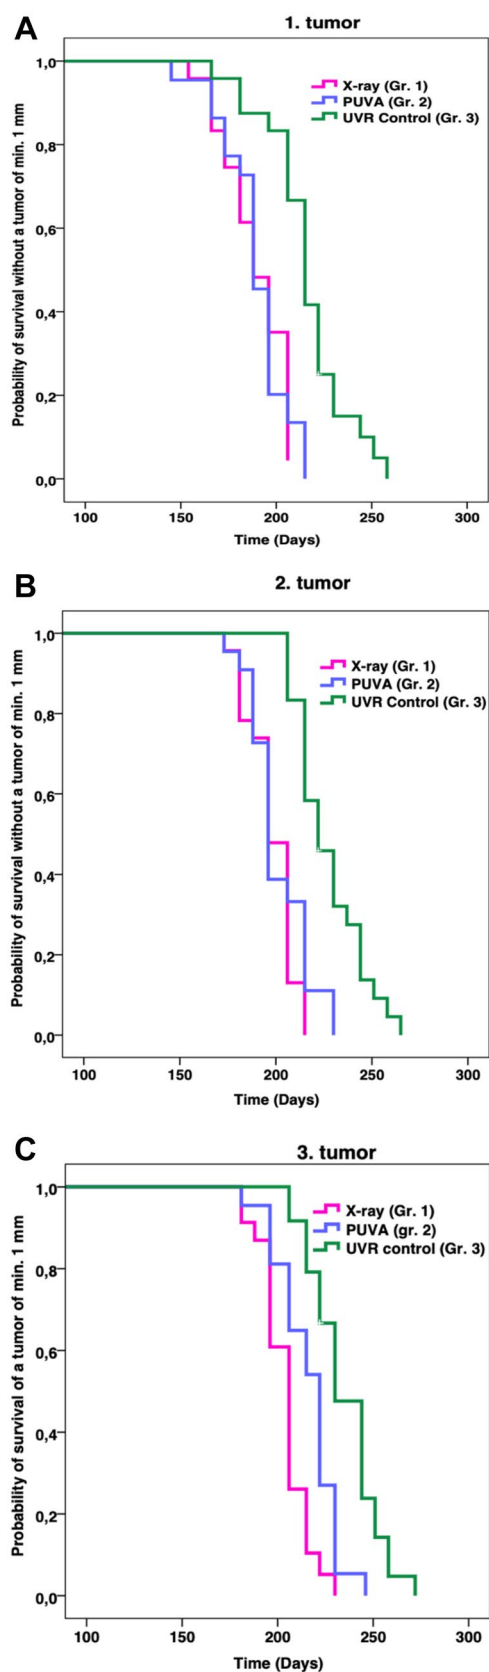 A
1. tumor
Probability of survival without a tumor of min. 1 mm
1,0
0,8
0,6
0,4
0,2
0,0
X-ray (Gr. 1)
PUVA (Gr. 2)
UVR Control (Gr. 3)
100 150 200 250 300
Time (Days)
B
2. tumor
Probability of survival without a tumor of min. 1 mm
1,0
0,8
0,6
0,4
0,2
0,0
X-ray (Gr. 1)
PUVA (Gr. 2)
UVR Control (Gr. 3)
100 150 200 250 300
Time (Days)
C
3. tumor
Probability of survival of a tumor of min. 1 mm
1,0
0,8
0,6
0,4
0,2
0,0
X-ray (Gr. 1)
PUVA (gr. 2)
UVR control (Gr. 3)
100 150 200 250 300
Time (Days)